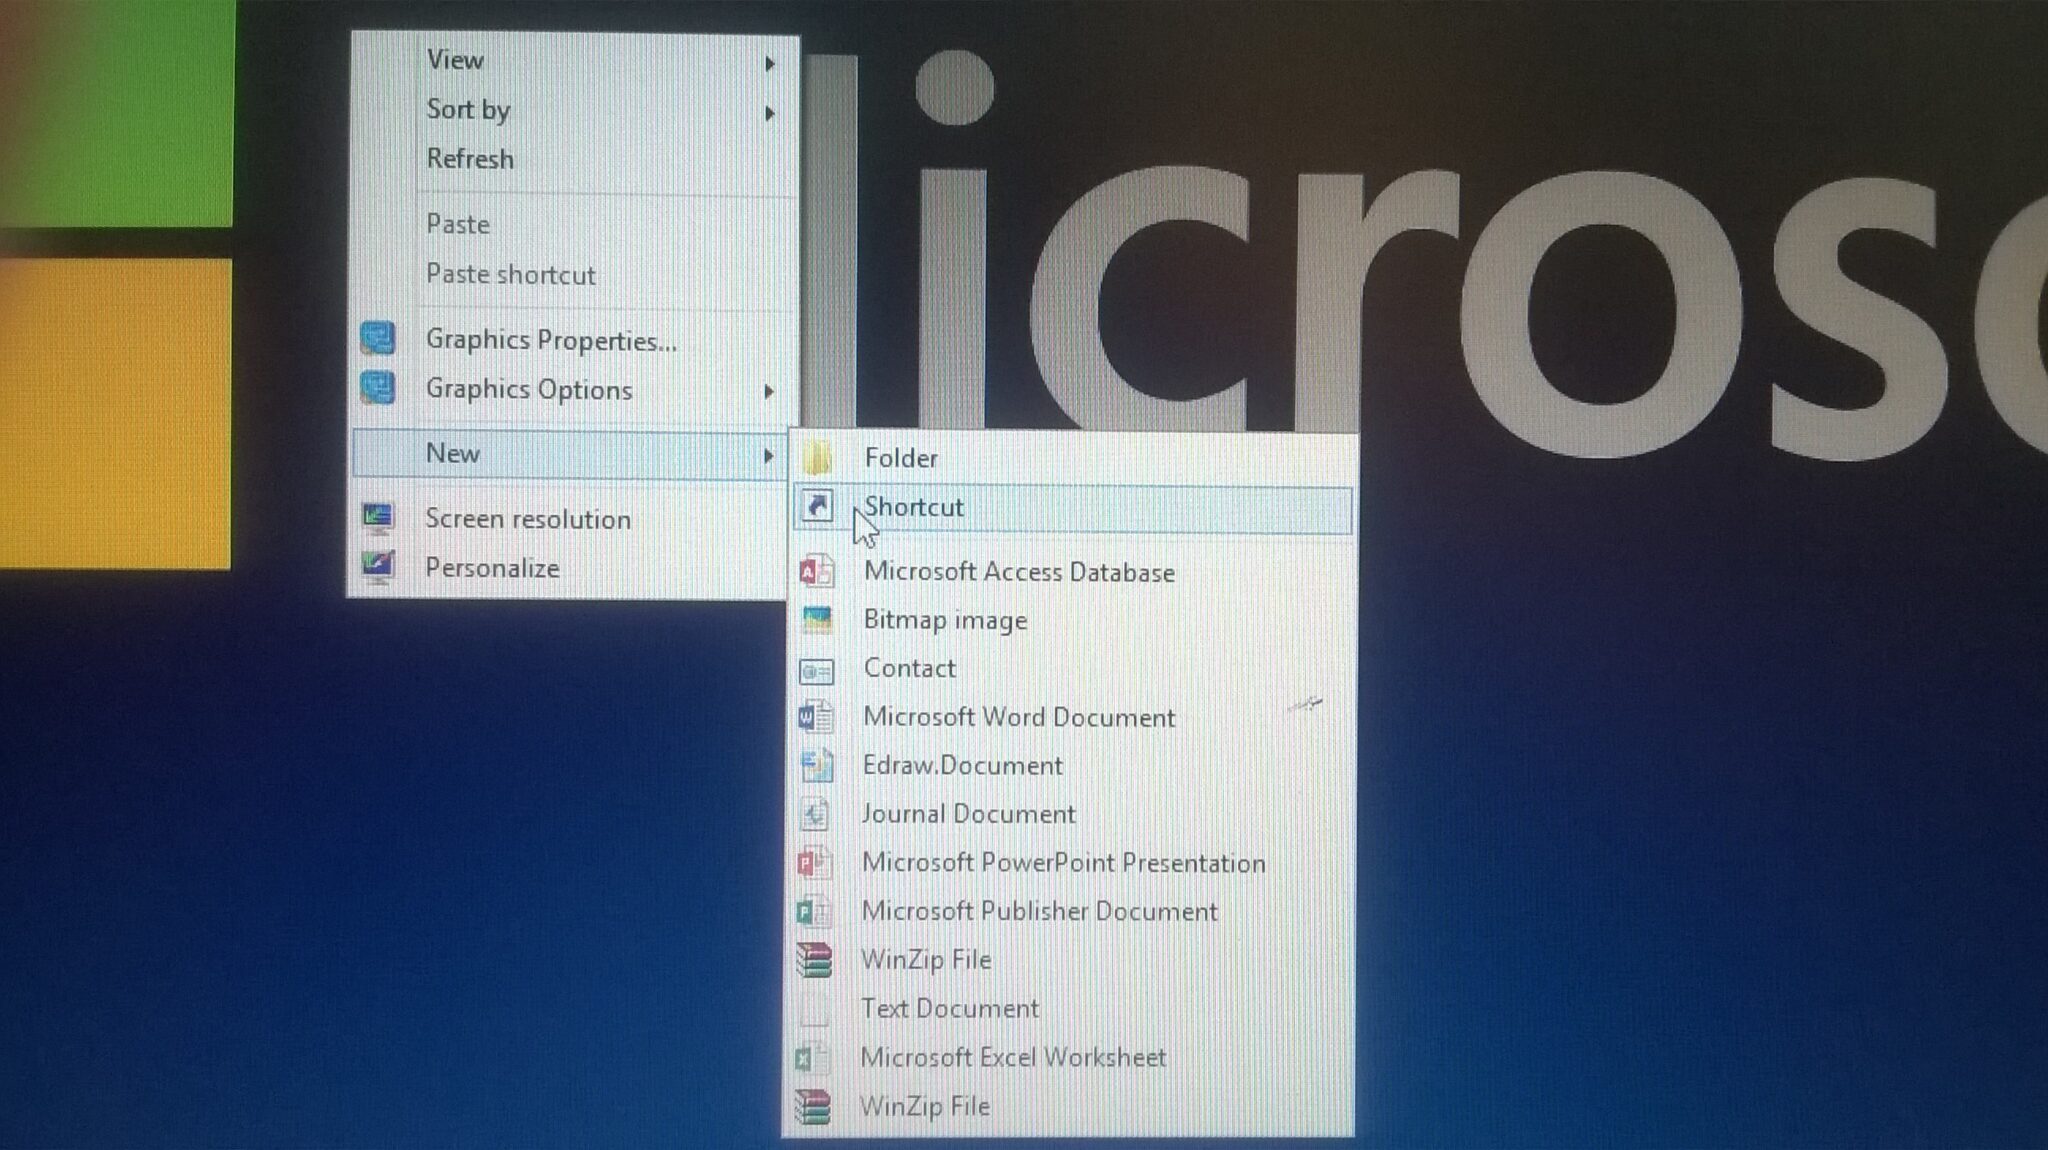 View
Sort by
Refresh
Paste
Paste shortcut
Graphics Properties...
Graphics Options
New
Screen resolution
Personalize
Folder
Shortcut
Microsoft Access Database
Bitmap image
Contact
Microsoft Word Document
Edraw.Document
Journal Document
Microsoft PowerPoint Presentation
Microsoft Publisher Document
WinZip File
Text Document
Microsoft Excel Worksheet
WinZip File
icros